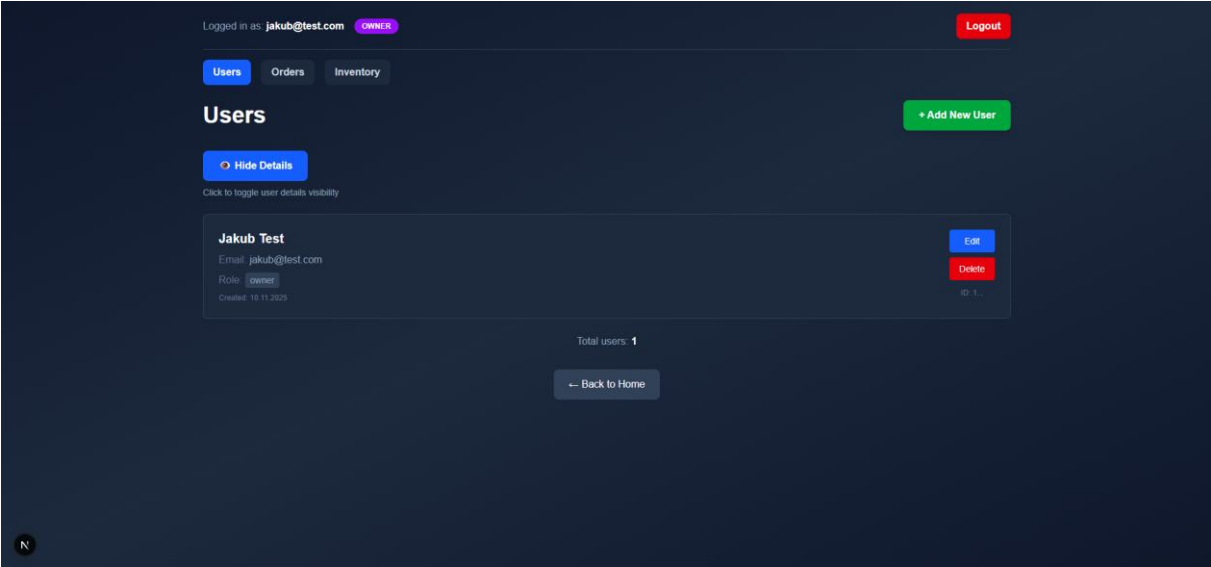 Logged in as: jakub@test.com OWNER Logout
Users Orders Inventory
Users + Add New User
Hide Details
Click to toggle user details visibility
Jakub Test
Edit
Email: jakub@test.com
Delete
Role: owner
Created: 10.11.2025
ID: 1...
Total users: 1
← Back to Home
N